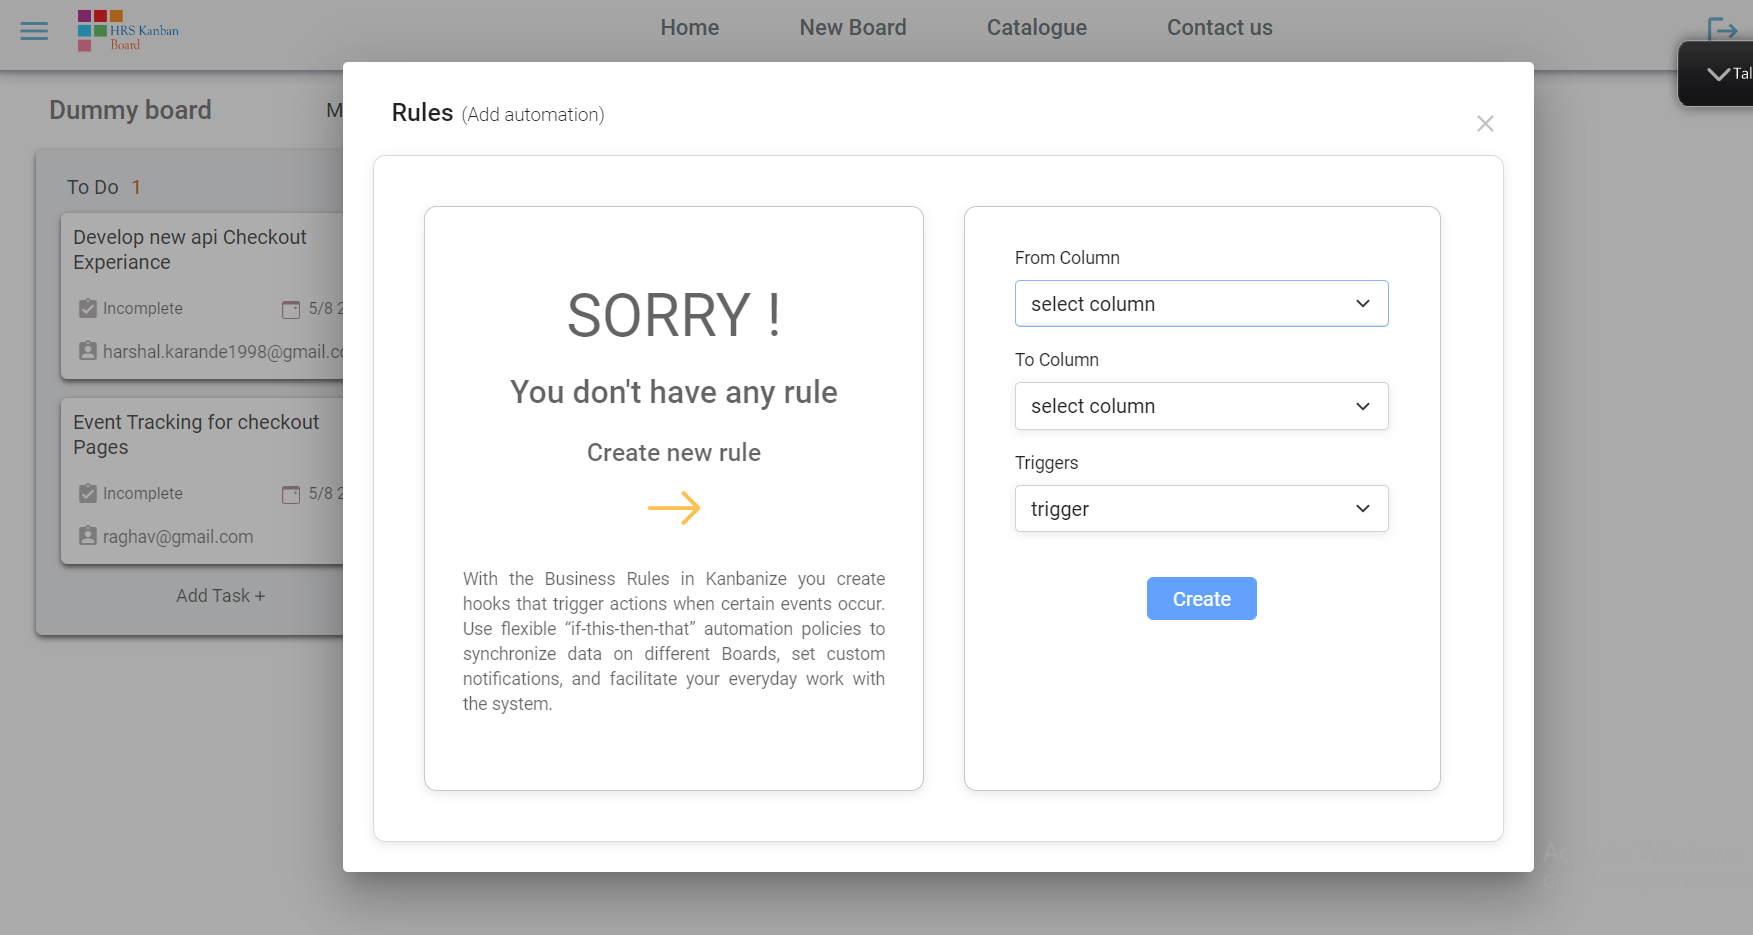 HRS Kanban
Board
Home
New Board
Catalogue
Contact us
Tal
Dummy board
M
Rules (Add automation)
To Do 1
Develop new api Checkout
Experiance
Incomplete
5/8 2
harshal.karande1998@gmail.co
Event Tracking for checkout
Pages
Incomplete
5/8 2
raghav@gmail.com
Add Task +
SORRY !
You don't have any rule
Create new rule
With the Business Rules in Kanbanize you create
hooks that trigger actions when certain events occur.
Use flexible “if-this-then-that” automation policies to
synchronize data on different Boards, set custom
notifications, and facilitate your everyday work with
the system.
From Column
select column
To Column
select column
Triggers
trigger
Create